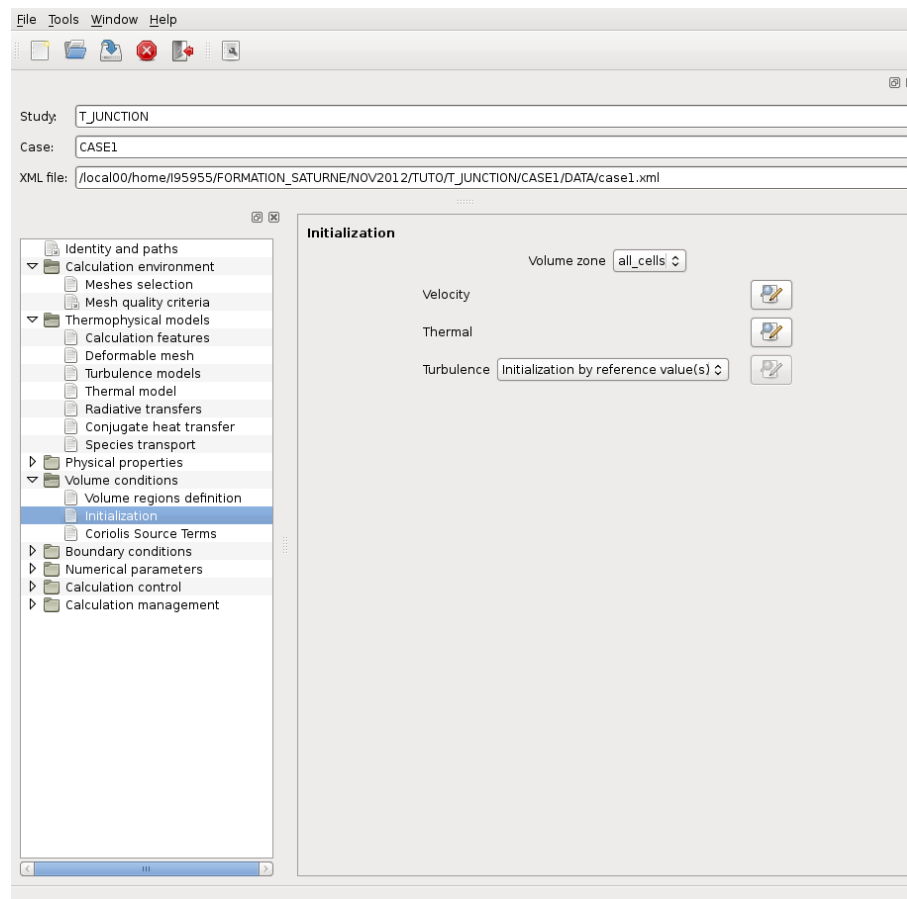 File Tools Window Help
Study: T_JUNCTION
Case: CASE1
XML file: /local00/home/I95955/FORMATION_SATURNE/NOV2012/TUTO/T_JUNCTION/CASE1/DATA/case1.xml
Identity and paths
Calculation environment
Meshes selection
Mesh quality criteria
Thermophysical models
Calculation features
Deformable mesh
Turbulence models
Thermal model
Radiative transfers
Conjugate heat transfer
Species transport
Physical properties
Volume conditions
Volume regions definition
Initialization
Coriolis Source Terms
Boundary conditions
Numerical parameters
Calculation control
Calculation management
Initialization
Volume zone all_cells
Velocity
Thermal
Turbulence Initialization by reference value(s)